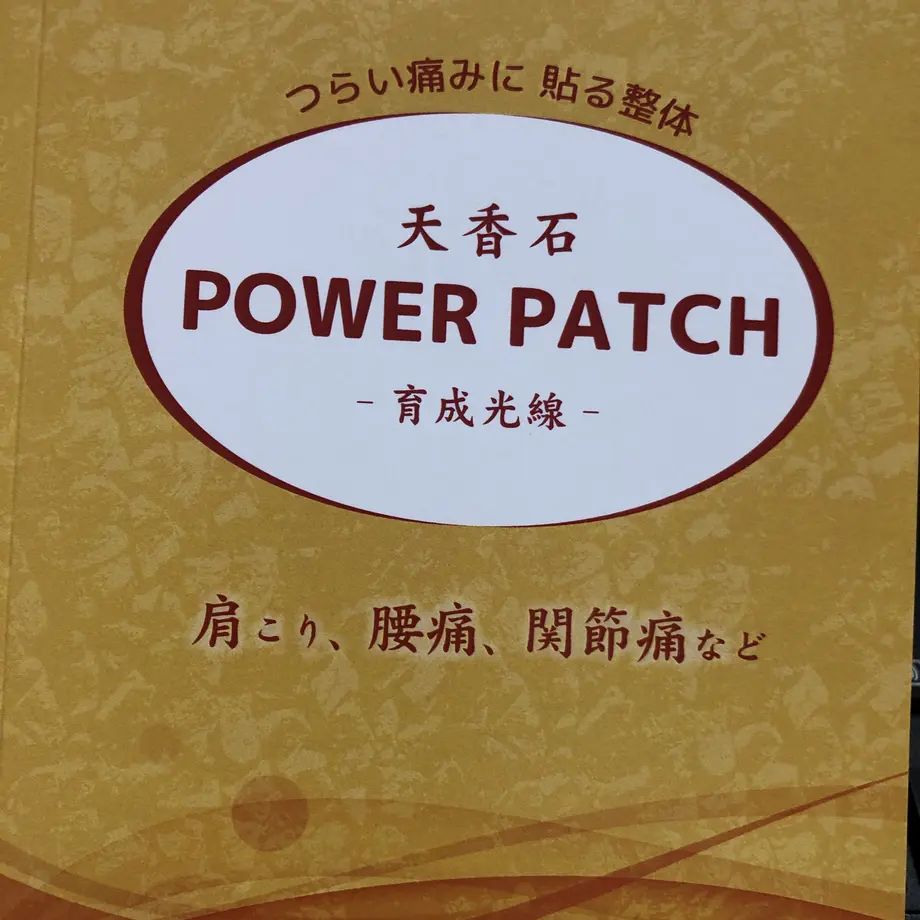 つらい痛みに 貼る整体
天香石
POWER PATCH
- 育成光線 -
肩こり、腰痛、関節痛など